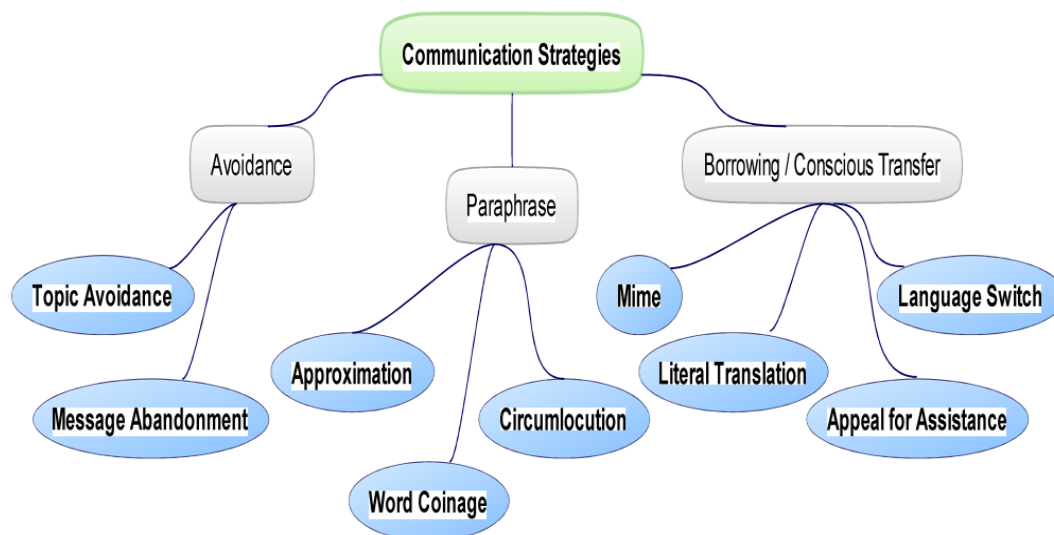 Communication Strategies
Avoidance
Paraphrase
Borrowing / Conscious Transfer
Topic Avoidance
Message Abandonment
Approximation
Word Coinage
Circumlocution
Mime
Literal Translation
Appeal for Assistance
Language Switch